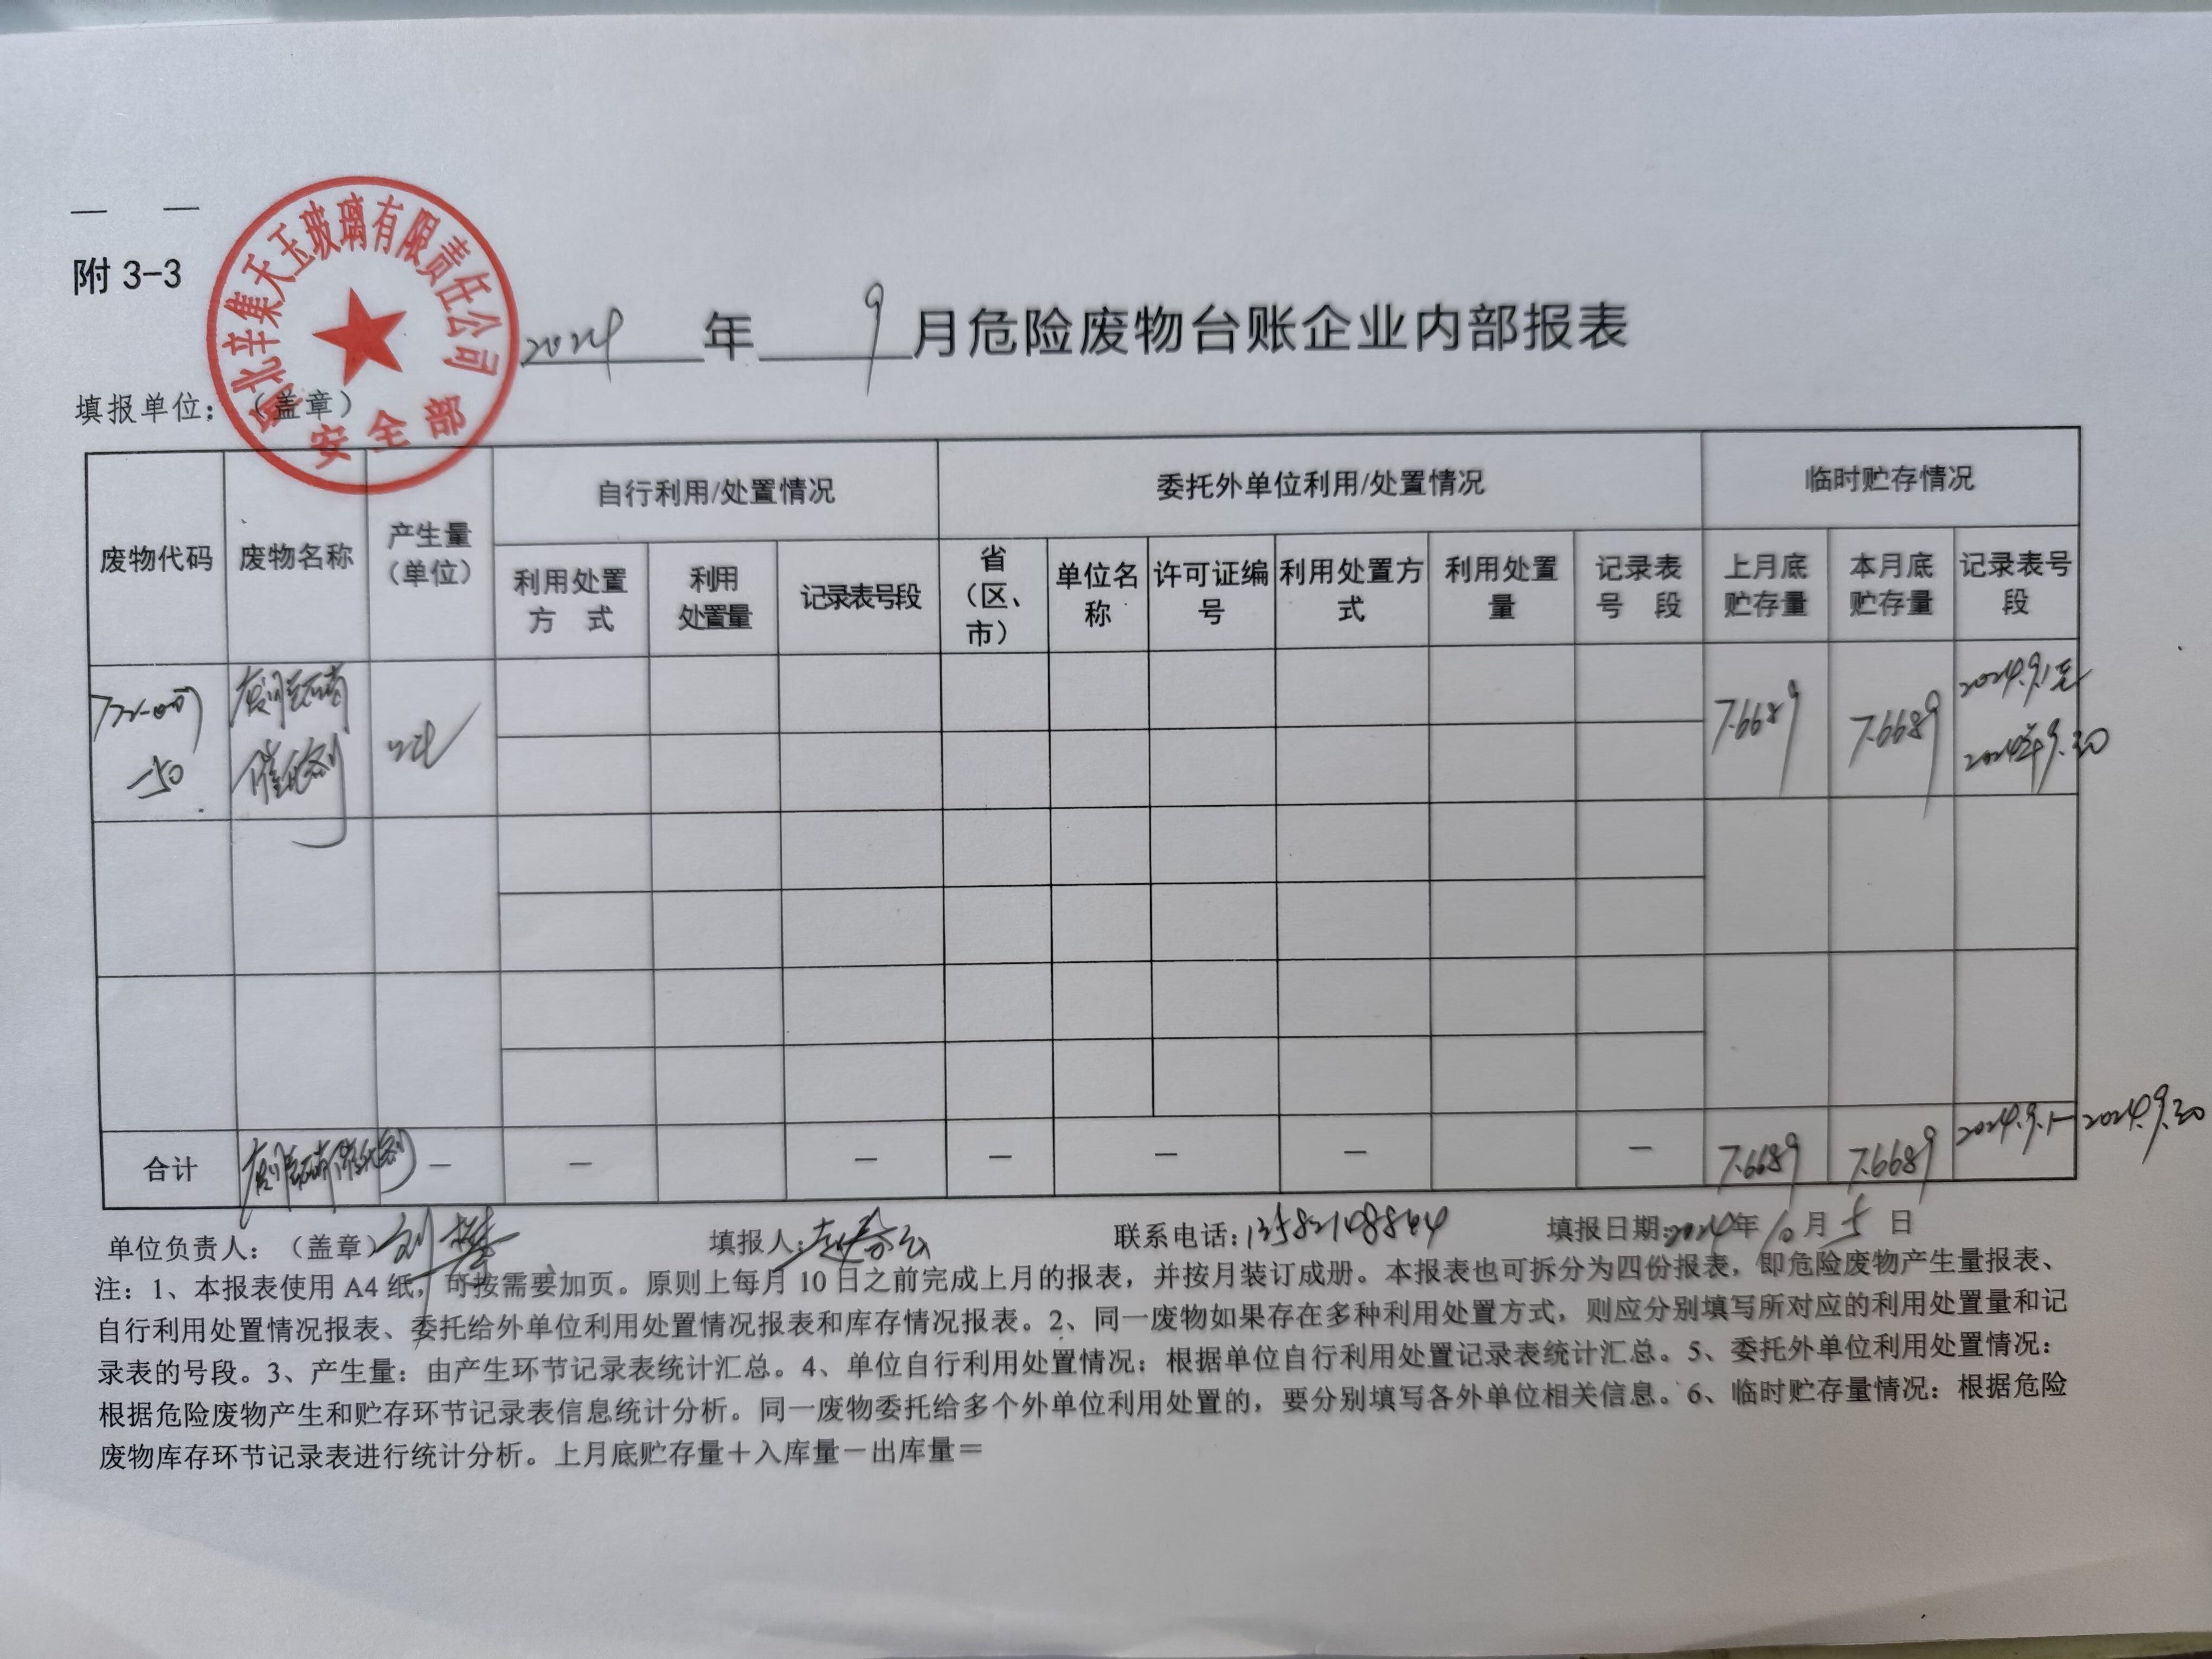 附 3-3
河北辛集天玉玻璃有限责任公司
安全部
2024 年 9 月危险废物台账企业内部报表
填报单位：（盖章）
废物代码 废物名称 产生量（单位） 自行利用/处置情况 委托外单位利用/处置情况 临时贮存情况
利用处置方 式 利用处置量 记录表号段 省（区、市） 单位名称 许可证编号 利用处置方式 利用处置量 记录表号 段 上月底贮存量 本月底贮存量 记录表号段
772-007-50 催化剂 7.6689 7.6689 2024.9.1至2024年9.30
合计 催化剂 — — — — — — — 7.6689 7.6689 2024.9.1-2024.9.30
单位负责人：（盖章）刘 填报人：赵 联系电话：13582108844 填报日期：2024年10月5日
注：1、本报表使用 A4 纸，可按需要加页。原则上每月 10 日之前完成上月的报表，并按月装订成册。本报表也可拆分为四份报表，即危险废物产生量报表、
自行利用处置情况报表、委托给外单位利用处置情况报表和库存情况报表。2、同一废物如果存在多种利用处置方式，则应分别填写所对应的利用处置量和记
录表的号段。3、产生量：由产生环节记录表统计汇总。4、单位自行利用处置情况：根据单位自行利用处置记录表统计汇总。5、委托外单位利用处置情况：
根据危险废物产生和贮存环节记录表信息统计分析。同一废物委托给多个外单位利用处置的，要分别填写各外单位相关信息。6、临时贮存量情况：根据危险
废物库存环节记录表进行统计分析。上月底贮存量＋入库量－出库量＝